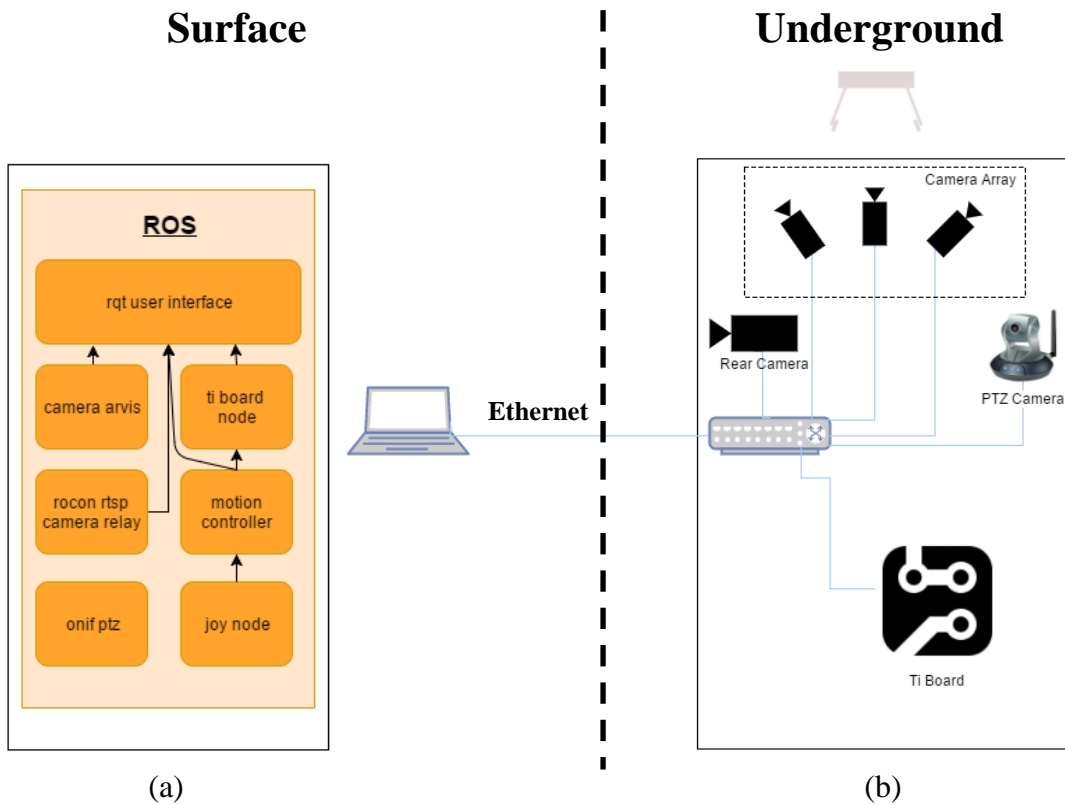 Surface
Underground
ROS
rqt user interface
camera arvis
ti board
node
rocon rtsp
camera relay
motion
controller
onif ptz
joy node
Ethernet
Camera Array
Rear Camera
PTZ Camera
Ti Board
(a)
(b)